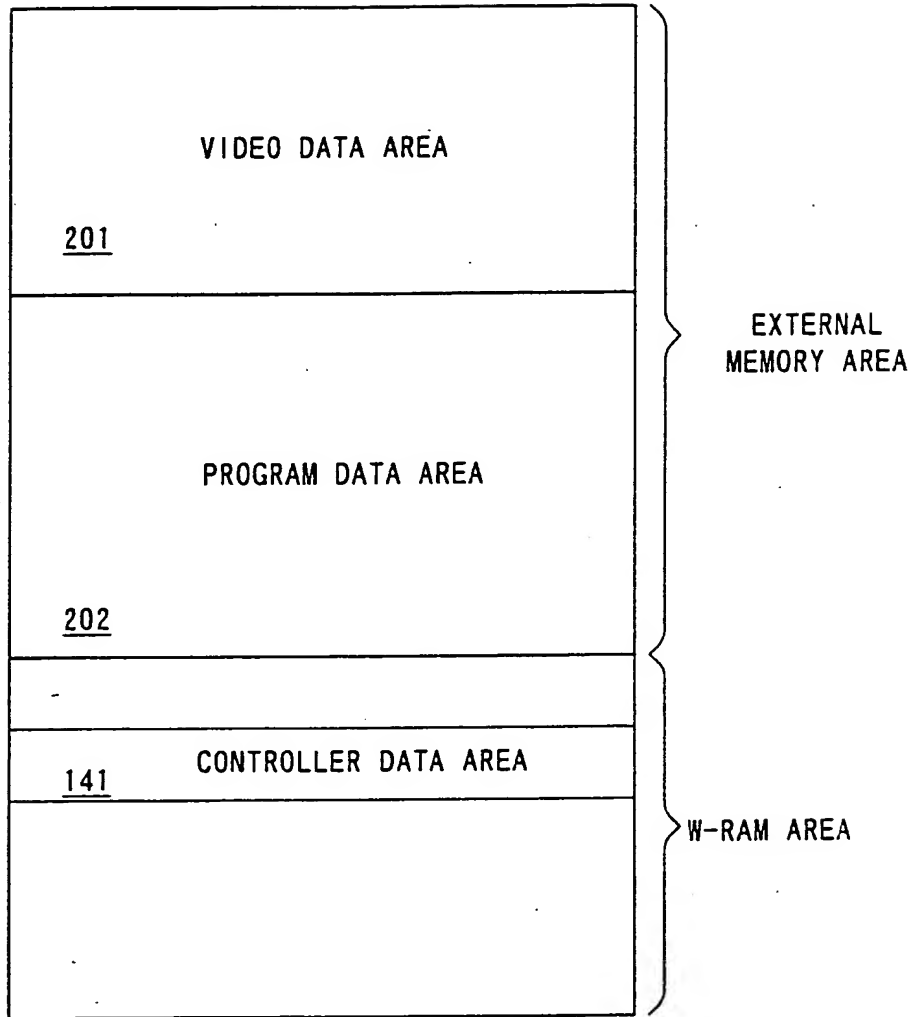 VIDEO DATA AREA
201
EXTERNAL
MEMORY AREA
PROGRAM DATA AREA
202
CONTROLLER DATA AREA
141
W-RAM AREA